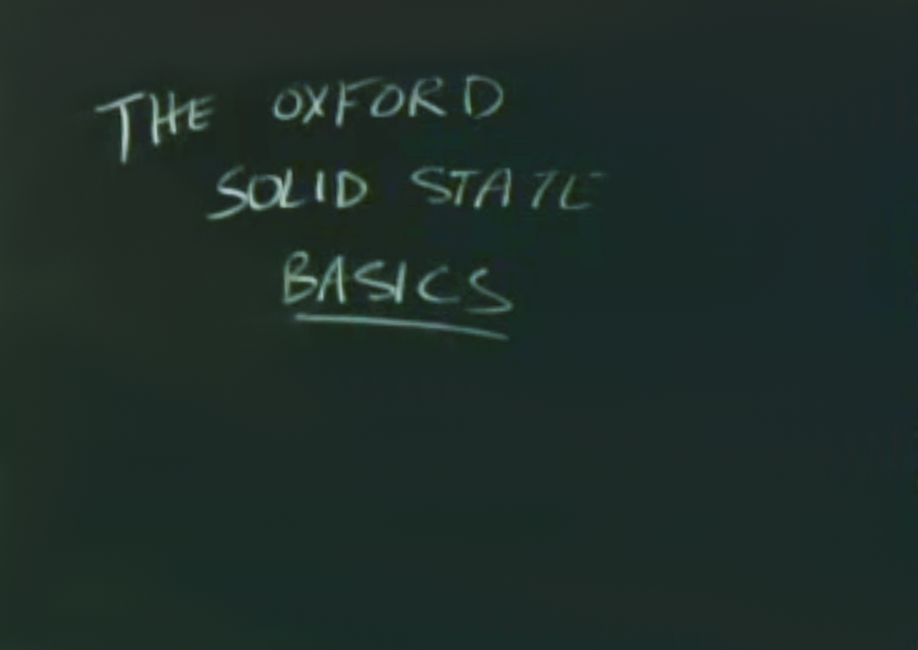 THE OXFORD
SOLID STATE
BASICS